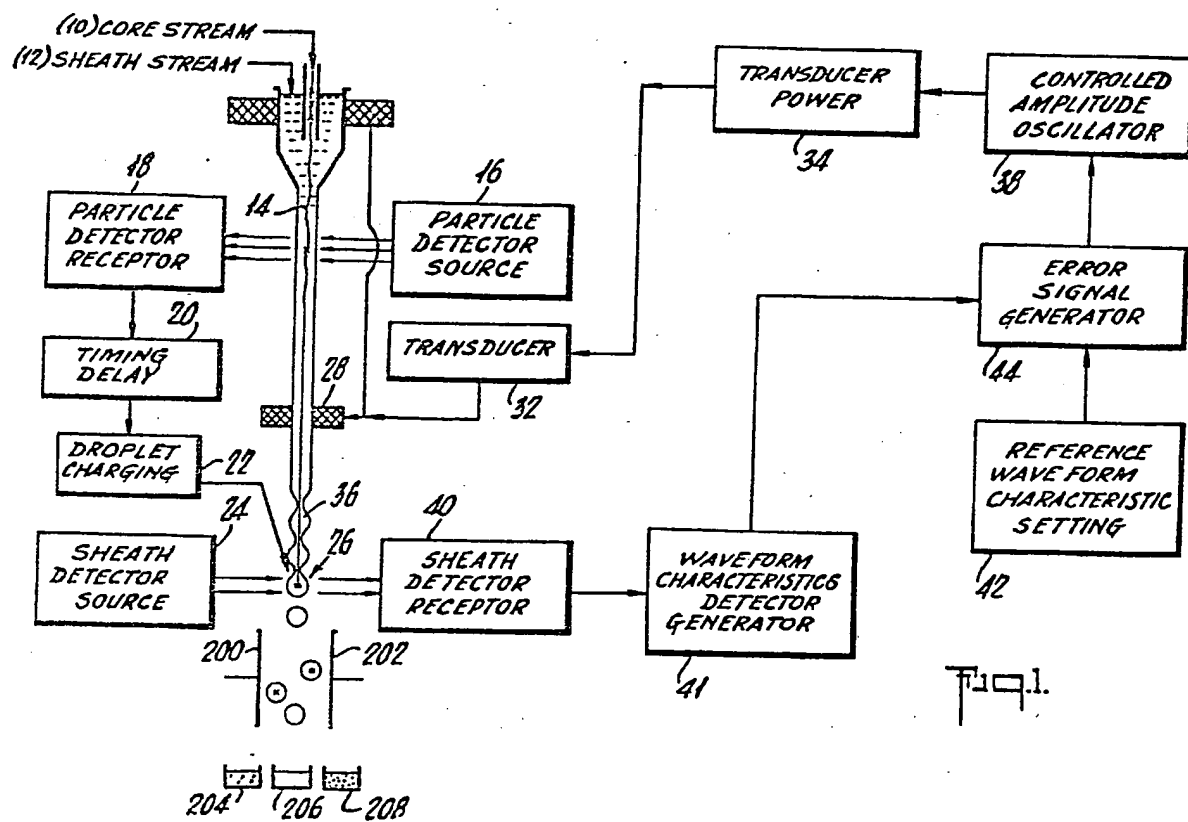 (10) CORE STREAM
(12) SHEATH STREAM
TRANSDUCER
POWER
34
CONTROLLED
AMPLITUDE
OSCILLATOR
38
18
PARTICLE
DETECTOR
RECEPTOR
14
16
PARTICLE
DETECTOR
SOURCE
ERROR
SIGNAL
GENERATOR
44
20
TIMING
DELAY
TRANSDUCER
32
28
DROPLET
CHARGING
22
REFERENCE
WAVE FORM
CHARACTERISTIC
SETTING
42
36
24
SHEATH
DETECTOR
SOURCE
26
40
SHEATH
DETECTOR
RECEPTOR
WAVEFORM
CHARACTERISTICS
DETECTOR
GENERATOR
41
200
202
Fig.1.
204
206
208